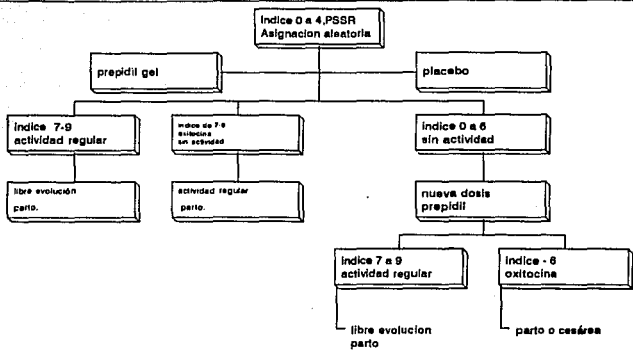 indice 0 a 4,PSSR
Asignacion aleatoria
prepidil gel
placebo
indice 7-9
actividad regular
indice de 7-9
oxitocina
sin actividad
indice 0 a 6
sin actividad
libre evolución
parto.
actividad regular
parto.
nueva dosis
prepidil
indice 7 a 9
actividad regular
indice - 6
oxitocina
libre evolucion
parto
parto o cesárea